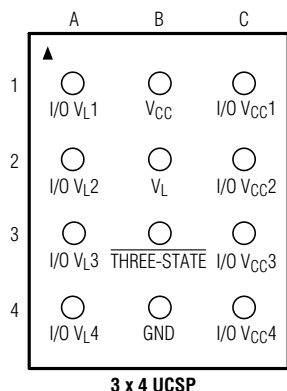 A B C
1
I/O VL1 VCC I/O VCC1
2
I/O VL2 VL I/O VCC2
3
I/O VL3 THREE-STATE I/O VCC3
4
I/O VL4 GND I/O VCC4
3 x 4 UCSP